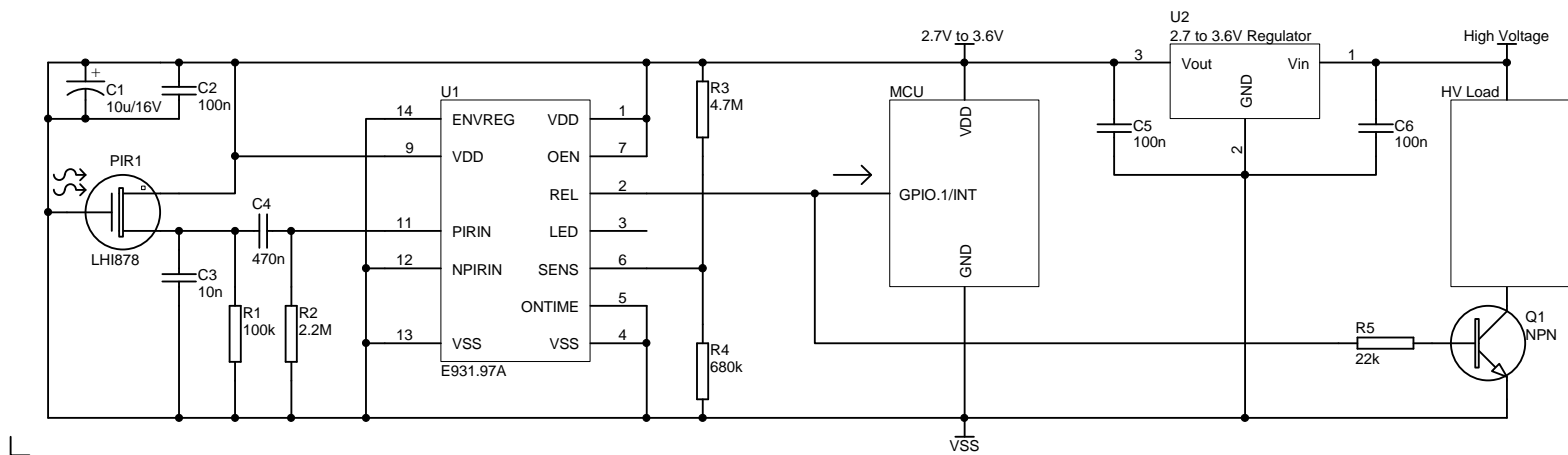 U2
2.7V to 3.6V
2.7 to 3.6V Regulator
High Voltage
3
Vout
Vin
1
GND
2
+
C1
10u/16V
C2
100n
U1
R3
4.7M
MCU
HV Load
14
ENVREG
VDD
1
VDD
C5
100n
C6
100n
9
VDD
OEN
7
PIR1
REL
2
GPIO.1/INT
C4
470n
11
PIRIN
LED
3
LHI878
12
NPIRIN
SENS
6
GND
C3
10n
ONTIME
5
R1
100k
R2
2.2M
13
VSS
VSS
4
R4
680k
R5
22k
Q1
NPN
E931.97A
VSS